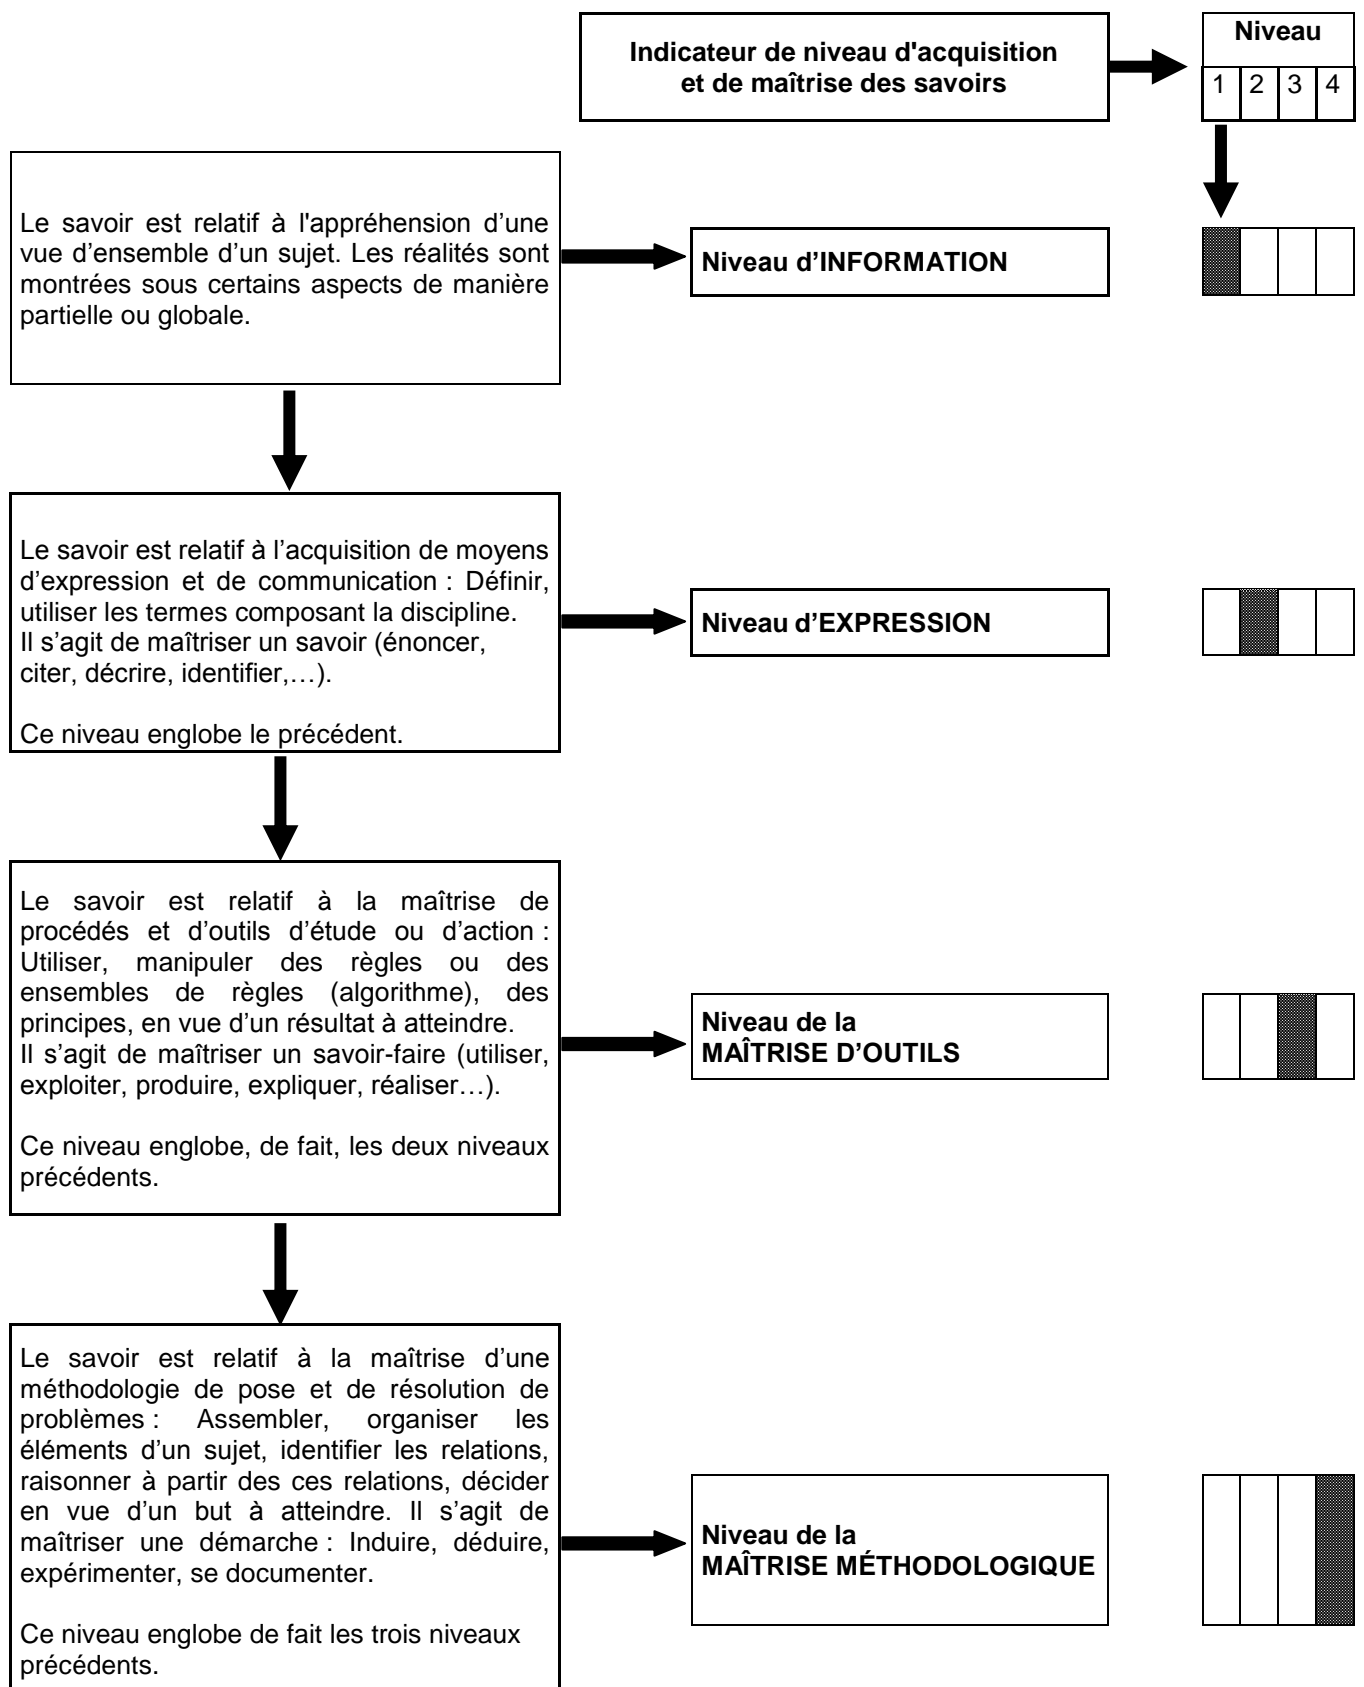 Indicateur de niveau d'acquisition
et de maîtrise des savoirs
Niveau
1 2 3 4
Le savoir est relatif à l'appréhension d’une
vue d’ensemble d’un sujet. Les réalités sont
montrées sous certains aspects de manière
partielle ou globale.
Niveau d’INFORMATION
Le savoir est relatif à l’acquisition de moyens
d’expression et de communication : Définir,
utiliser les termes composant la discipline.
Il s’agit de maîtriser un savoir (énoncer,
citer, décrire, identifier,…).
Ce niveau englobe le précédent.
Niveau d’EXPRESSION
Le savoir est relatif à la maîtrise de
procédés et d’outils d’étude ou d’action :
Utiliser, manipuler des règles ou des
ensembles de règles (algorithme), des
principes, en vue d’un résultat à atteindre.
Il s’agit de maîtriser un savoir-faire (utiliser,
exploiter, produire, expliquer, réaliser…).
Ce niveau englobe, de fait, les deux niveaux
précédents.
Niveau de la
MAÎTRISE D’OUTILS
Le savoir est relatif à la maîtrise d’une
méthodologie de pose et de résolution de
problèmes : Assembler, organiser les
éléments d’un sujet, identifier les relations,
raisonner à partir des ces relations, décider
en vue d’un but à atteindre. Il s’agit de
maîtriser une démarche : Induire, déduire,
expérimenter, se documenter.
Ce niveau englobe de fait les trois niveaux
précédents.
Niveau de la
MAÎTRISE MÉTHODOLOGIQUE